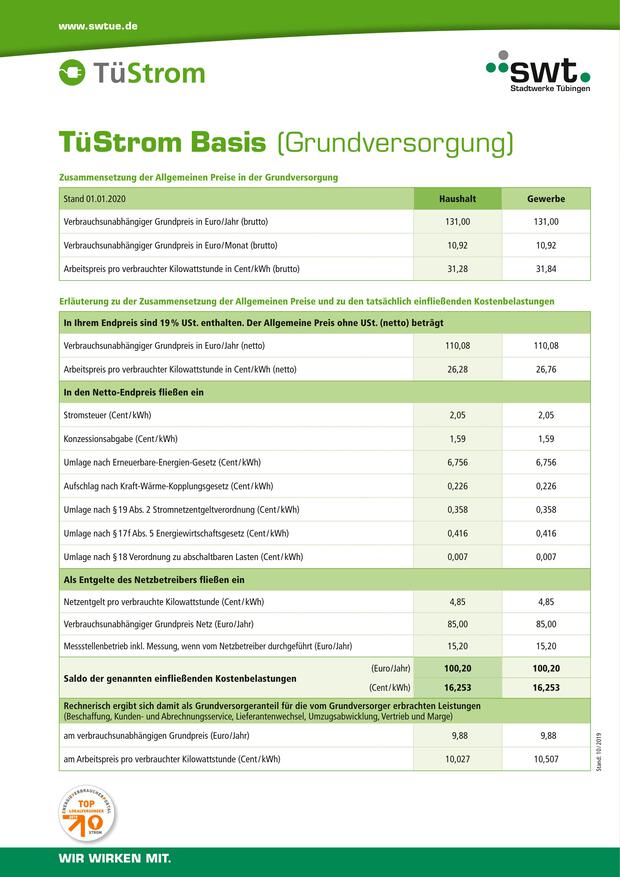 www.swtue.de
TüStrom
swt.
Stadtwerke Tübingen
TüStrom Basis (Grundversorgung)
Zusammensetzung der Allgemeinen Preise in der Grundversorgung
Stand 01.01.2020 Haushalt Gewerbe
Verbrauchsunabhängiger Grundpreis in Euro/Jahr (brutto) 131,00 131,00
Verbrauchsunabhängiger Grundpreis in Euro/Monat (brutto) 10,92 10,92
Arbeitspreis pro verbrauchter Kilowattstunde in Cent/kWh (brutto) 31,28 31,84
Erläuterung zu der Zusammensetzung der Allgemeinen Preise und zu den tatsächlich einfließenden Kostenbelastungen
In Ihrem Endpreis sind 19 % USt. enthalten. Der Allgemeine Preis ohne USt. (netto) beträgt
Verbrauchsunabhängiger Grundpreis in Euro/Jahr (netto) 110,08 110,08
Arbeitspreis pro verbrauchter Kilowattstunde in Cent/kWh (netto) 26,28 26,76
In den Netto-Endpreis fließen ein
Stromsteuer (Cent/kWh) 2,05 2,05
Konzessionsabgabe (Cent/kWh) 1,59 1,59
Umlage nach Erneuerbare-Energien-Gesetz (Cent/kWh) 6,756 6,756
Aufschlag nach Kraft-Wärme-Kopplungsgesetz (Cent/kWh) 0,226 0,226
Umlage nach § 19 Abs. 2 Stromnetzentgeltverordnung (Cent/kWh) 0,358 0,358
Umlage nach § 17f Abs. 5 Energiewirtschaftsgesetz (Cent/kWh) 0,416 0,416
Umlage nach § 18 Verordnung zu abschaltbaren Lasten (Cent/kWh) 0,007 0,007
Als Entgelte des Netzbetreibers fließen ein
Netzentgelt pro verbrauchte Kilowattstunde (Cent/kWh) 4,85 4,85
Verbrauchsunabhängiger Grundpreis Netz (Euro/Jahr) 85,00 85,00
Messstellenbetrieb inkl. Messung, wenn vom Netzbetreiber durchgeführt (Euro/Jahr) 15,20 15,20
Saldo der genannten einfließenden Kostenbelastungen
(Euro/Jahr) 100,20 100,20
(Cent/kWh) 16,253 16,253
Rechnerisch ergibt sich damit als Grundversorgeranteil für die vom Grundversorger erbrachten Leistungen
(Beschaffung, Kunden- und Abrechnungsservice, Lieferantenwechsel, Umzugsabwicklung, Vertrieb und Marge)
am verbrauchsunabhängigen Grundpreis (Euro/Jahr) 9,88 9,88
am Arbeitspreis pro verbrauchter Kilowattstunde (Cent/kWh) 10,027 10,507
Stand: 10/2019
ENERGIEVERBRAUCHERPORTAL
TOP
LOKALVERSORGER
2019
STROM
WIR WIRKEN MIT.